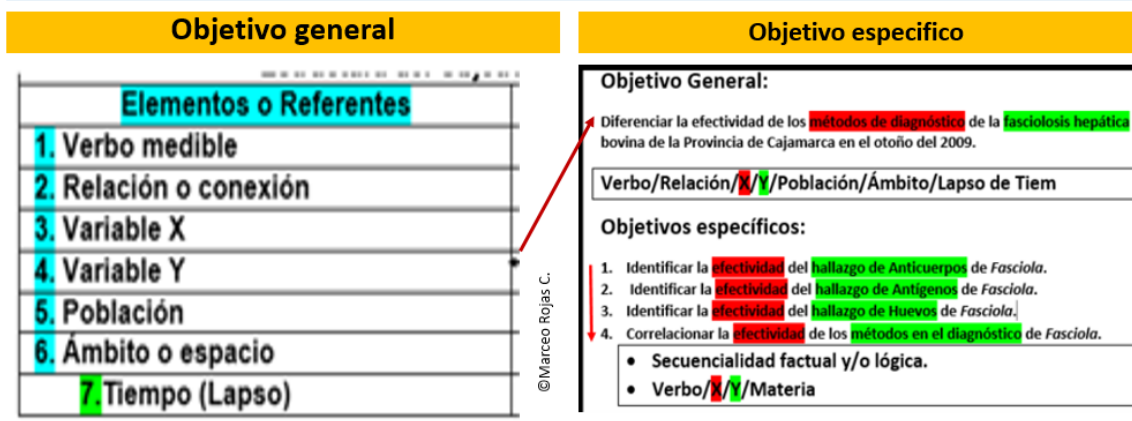 Objetivo general
Elementos o Referentes
1. Verbo medible
2. Relación o conexión
3. Variable X
4. Variable Y
5. Población
6. Ámbito o espacio
7. Tiempo (Lapso)
©Marceo Rojas C.
Objetivo especifico
Objetivo General:
Diferenciar la efectividad de los métodos de diagnóstico de la fasciolosis hepática
bovina de la Provincia de Cajamarca en el otoño del 2009.
Verbo/Relación/X/Y/Población/Ámbito/Lapso de Tiem
Objetivos específicos:
1. Identificar la efectividad del hallazgo de Anticuerpos de Fasciola.
2. Identificar la efectividad del hallazgo de Antígenos de Fasciola.
3. Identificar la efectividad del hallazgo de Huevos de Fasciola.
4. Correlacionar la efectividad de los métodos en el diagnóstico de Fasciola.
• Secuencialidad factual y/o lógica.
• Verbo/X/Y/Materia